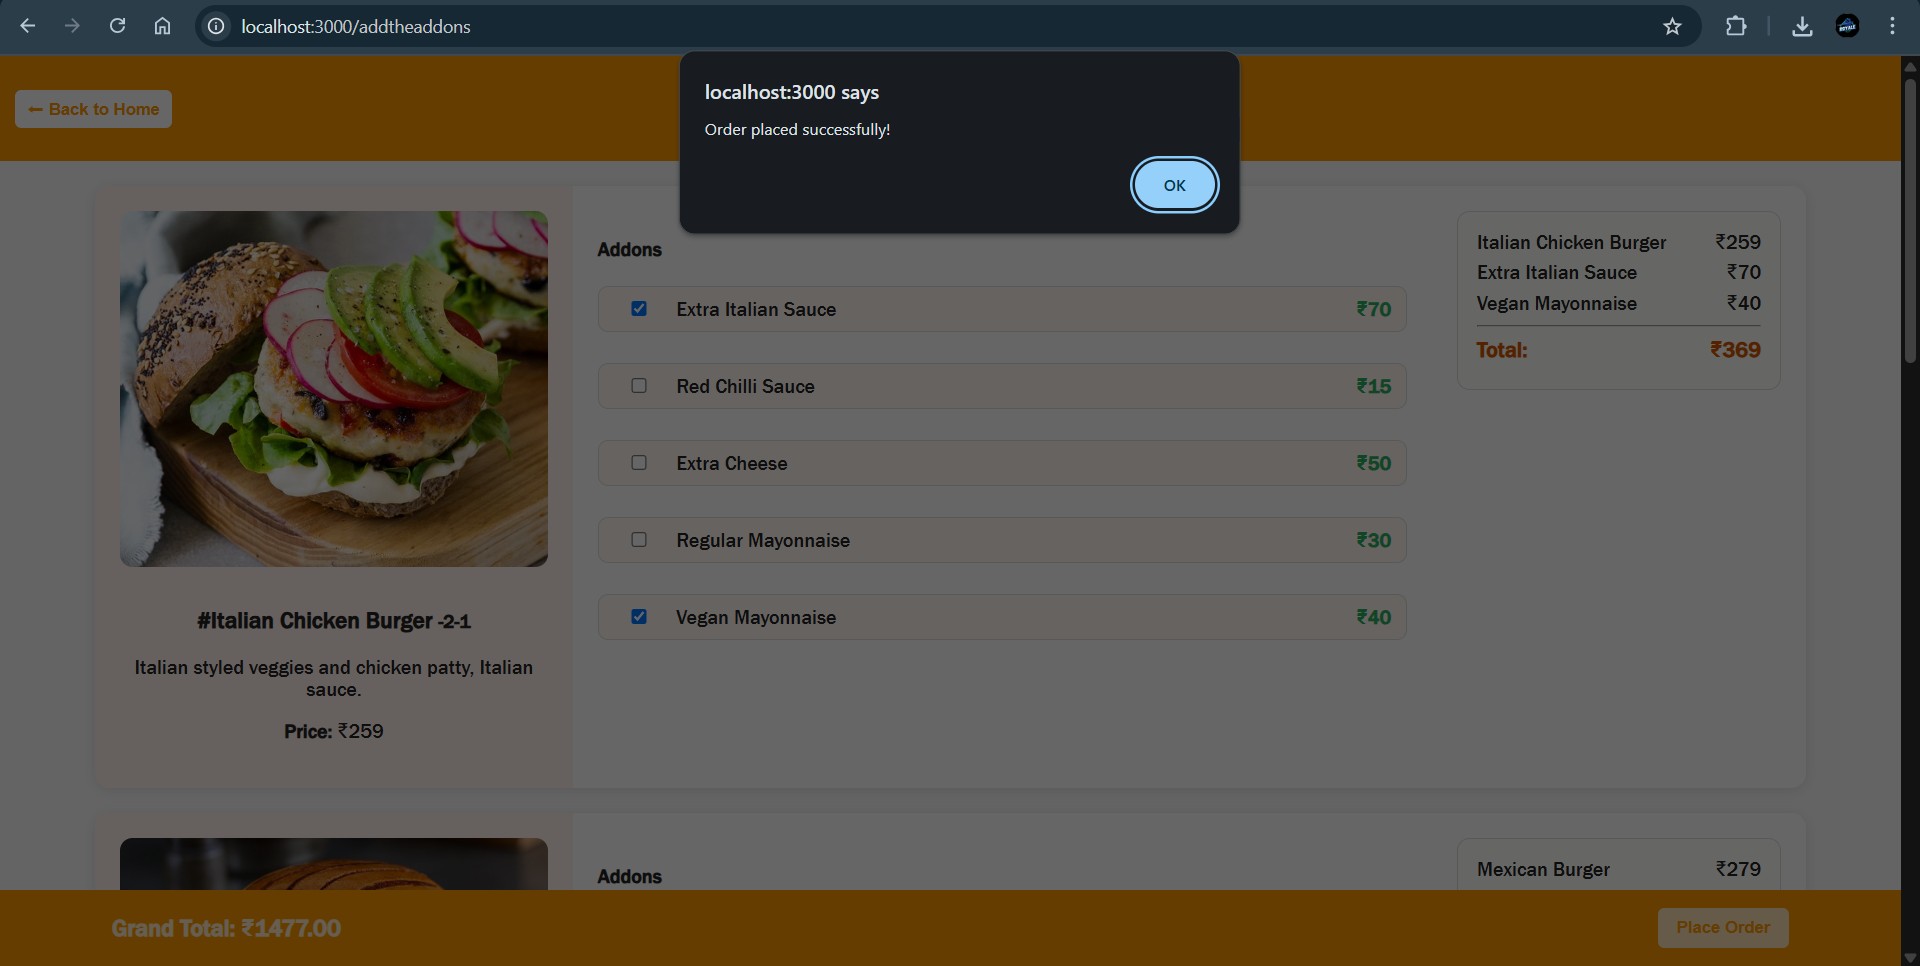 localhost:3000/addtheaddons
localhost:3000 says
Order placed successfully!
OK
← Back to Home
#Italian Chicken Burger -2-1
Italian styled veggies and chicken patty, Italian
sauce.
Price: ₹259
Addons
Extra Italian Sauce ₹70
Red Chilli Sauce ₹15
Extra Cheese ₹50
Regular Mayonnaise ₹30
Vegan Mayonnaise ₹40
Italian Chicken Burger ₹259
Extra Italian Sauce ₹70
Vegan Mayonnaise ₹40
Total: ₹369
Addons
Mexican Burger ₹279
Grand Total: ₹1477.00
Place Order